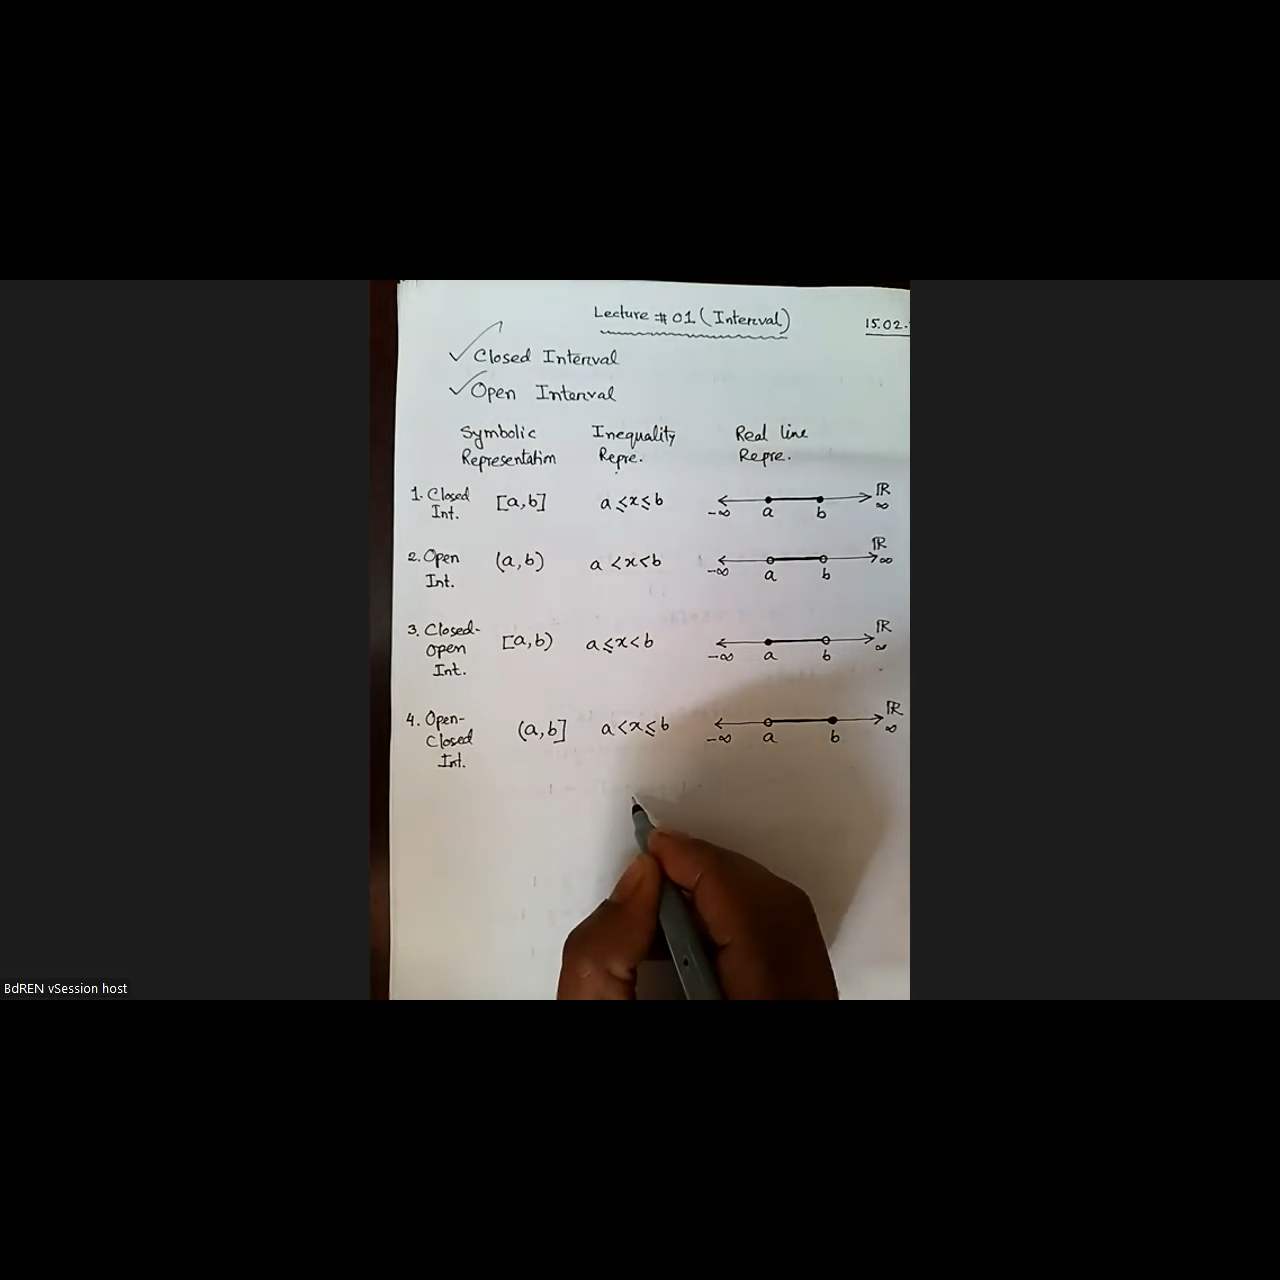 Lecture # 01 (Interval)
15.02.
Closed Interval
Open Interval
Symbolic Representation
Inequality Repre.
Real line Repre.
1. Closed Int. [a,b] a ≤ x ≤ b
-∞ a b ∞ ℝ
2. Open Int. (a,b) a < x < b
-∞ a b ∞ ℝ
3. Closed-Open Int. [a,b) a ≤ x < b
-∞ a b ∞ ℝ
4. Open-Closed Int. (a,b] a < x ≤ b
-∞ a b ∞ ℝ
BdREN vSession host